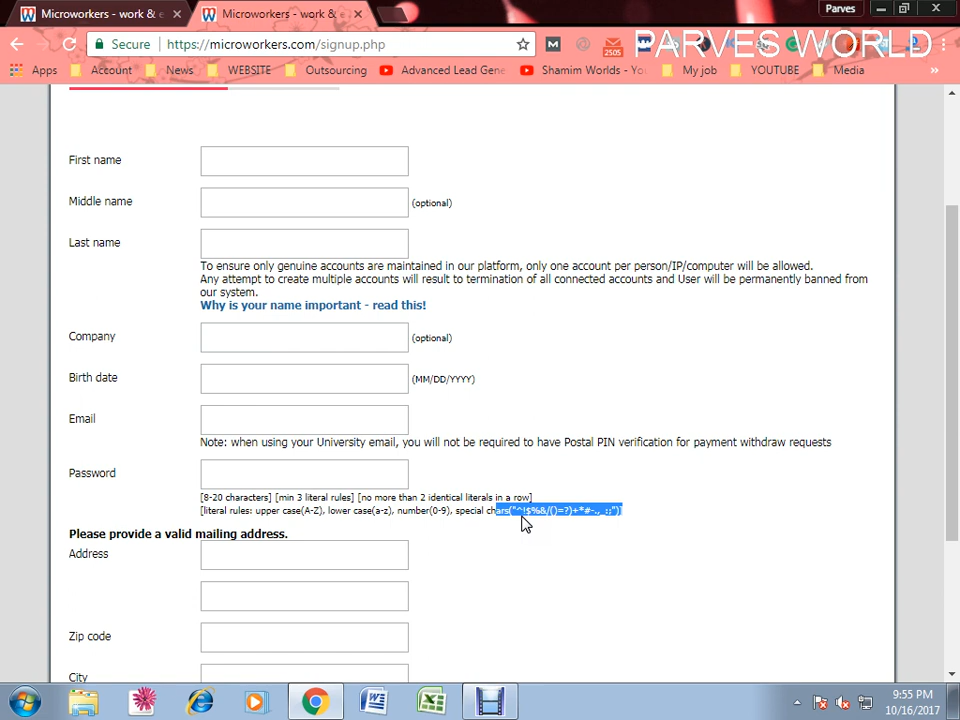 Microworkers - work & e
Microworkers - work & e
Parves
Secure
https://microworkers.com/signup.php
2505
PARVES WORLD
Apps
Account
News
WEBSITE
Outsourcing
Advanced Lead Gene
Shamim Worlds - Yo
My job
YOUTUBE
Media
»
First name
Middle name
(optional)
Last name
To ensure only genuine accounts are maintained in our platform, only one account per person/IP/computer will be allowed.
Any attempt to create multiple accounts will result to termination of all connected accounts and User will be permanently banned from
our system.
Why is your name important - read this!
Company
(optional)
Birth date
(MM/DD/YYYY)
Email
Note: when using your University email, you will not be required to have Postal PIN verification for payment withdraw requests
Password
[8-20 characters] [min 3 literal rules] [no more than 2 identical literals in a row]
[literal rules: upper case(A-Z), lower case(a-z), number(0-9), special chars("^!$%&/()=?)+*#-.,_:;")]
Please provide a valid mailing address.
Address
Zip code
City
9:55 PM
10/16/2017